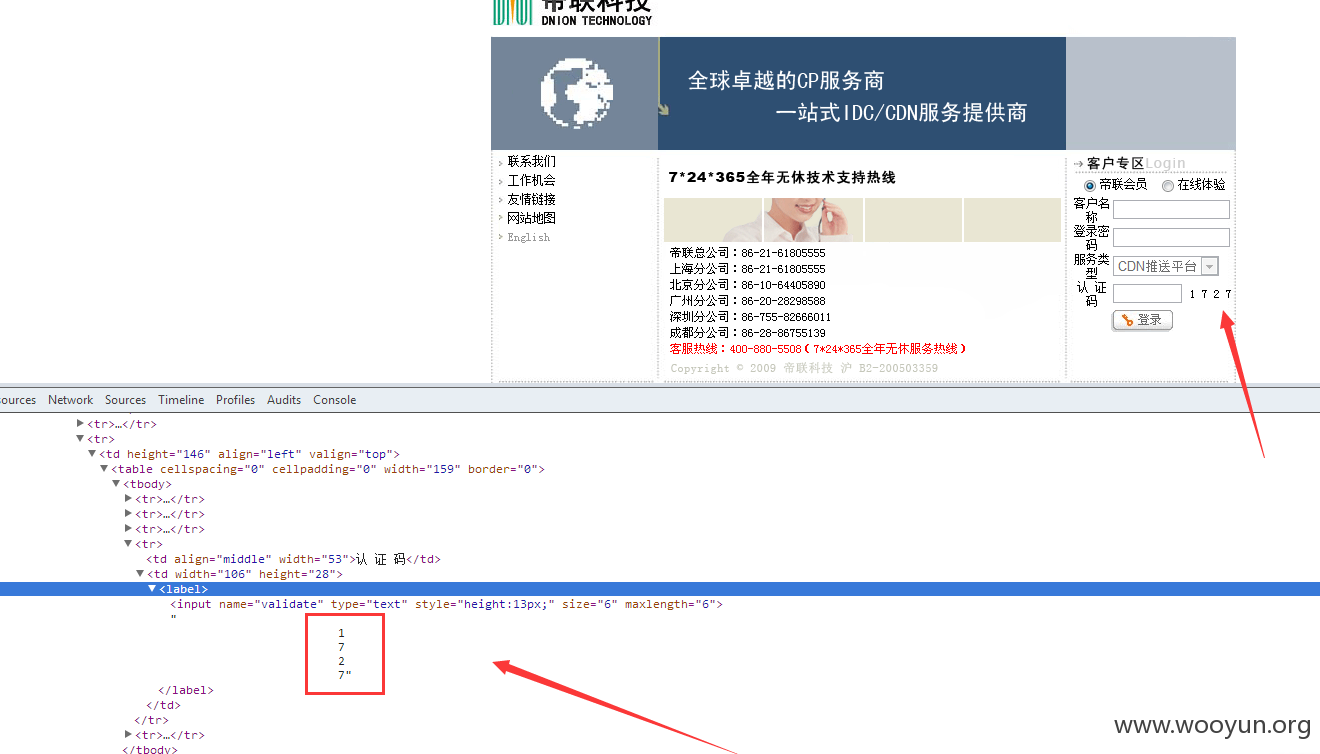 帝联科技
DNION TECHNOLOGY
全球卓越的CP服务商
一站式IDC/CDN服务提供商
联系我们
工作机会
友情链接
网站地图
English
7*24*365全年无休技术支持热线
帝联总公司：86-21-61805555
上海分公司：86-21-61805555
北京分公司：86-10-64405890
广州分公司：86-20-28298588
深圳分公司：86-755-82666011
成都分公司：86-28-86755139
客服热线：400-880-5508（7*24*365全年无休服务热线）
Copyright © 2009 帝联科技 沪 B2-200503359
客户专区Login
帝联会员 在线体验
客户名
称
登录密
码
服务类
型
CDN推送平台
认 证
码
1 7 2 7
登录
ources Network Sources Timeline Profiles Audits Console
<tr>…</tr>
<tr>
<td height="146" align="left" valign="top">
<table cellspacing="0" cellpadding="0" width="159" border="0">
<tbody>
<tr>…</tr>
<tr>…</tr>
<tr>…</tr>
<tr>
<td align="middle" width="53">认 证 码</td>
<td width="106" height="28">
<label>
<input name="validate" type="text" style="height:13px;" size="6" maxlength="6">
"
1
7
2
7"
</label>
</td>
</tr>
<tr>…</tr>
</tbody>
www.wooyun.org